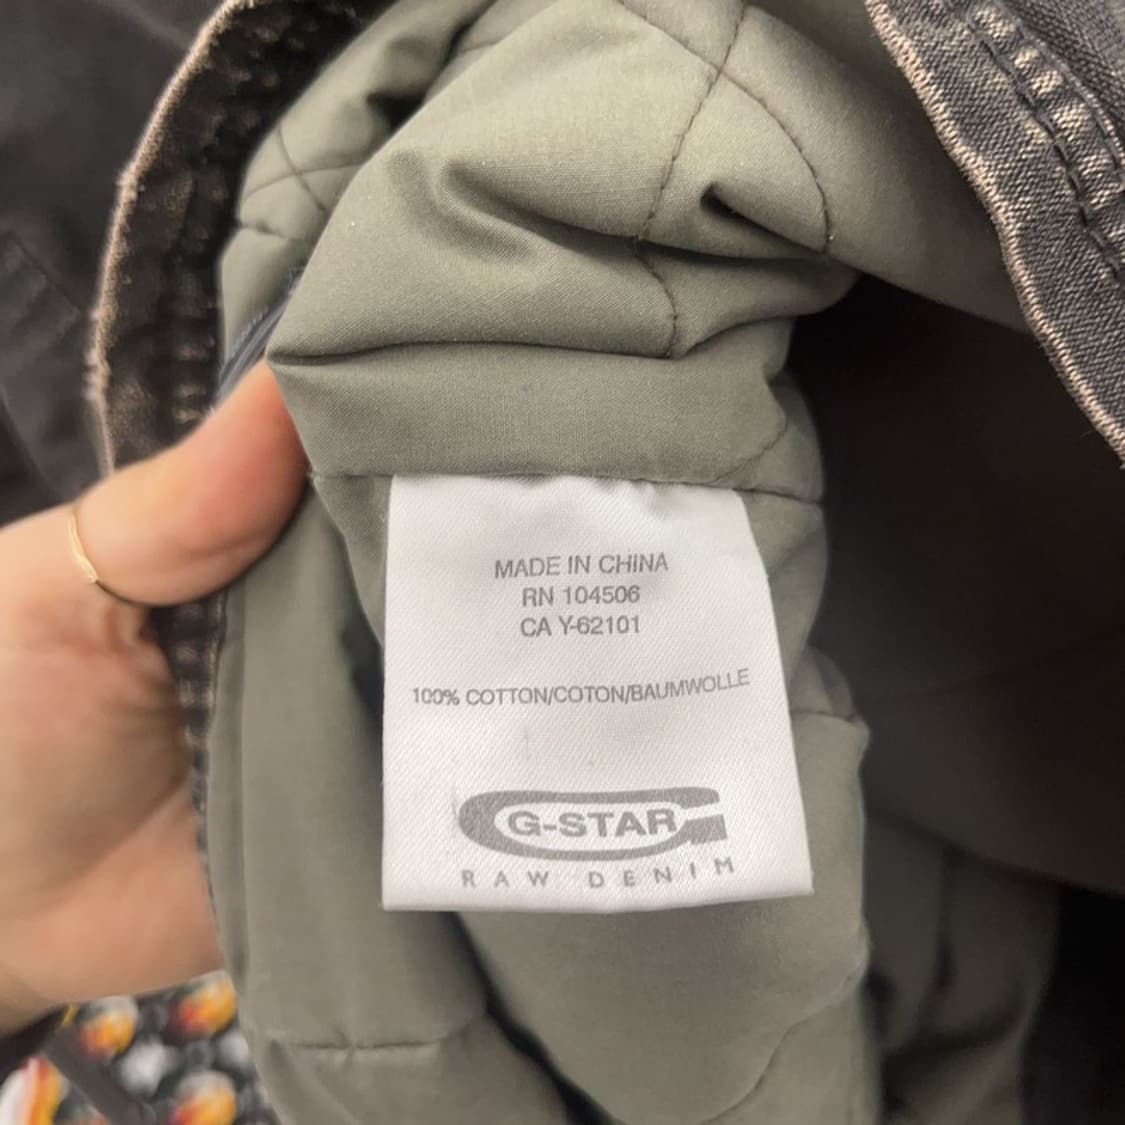 MADE IN CHINA
RN 104506
CA Y-62101
100% COTTON/COTON/BAUMWOLLE
G-STAR
RAW DENIM